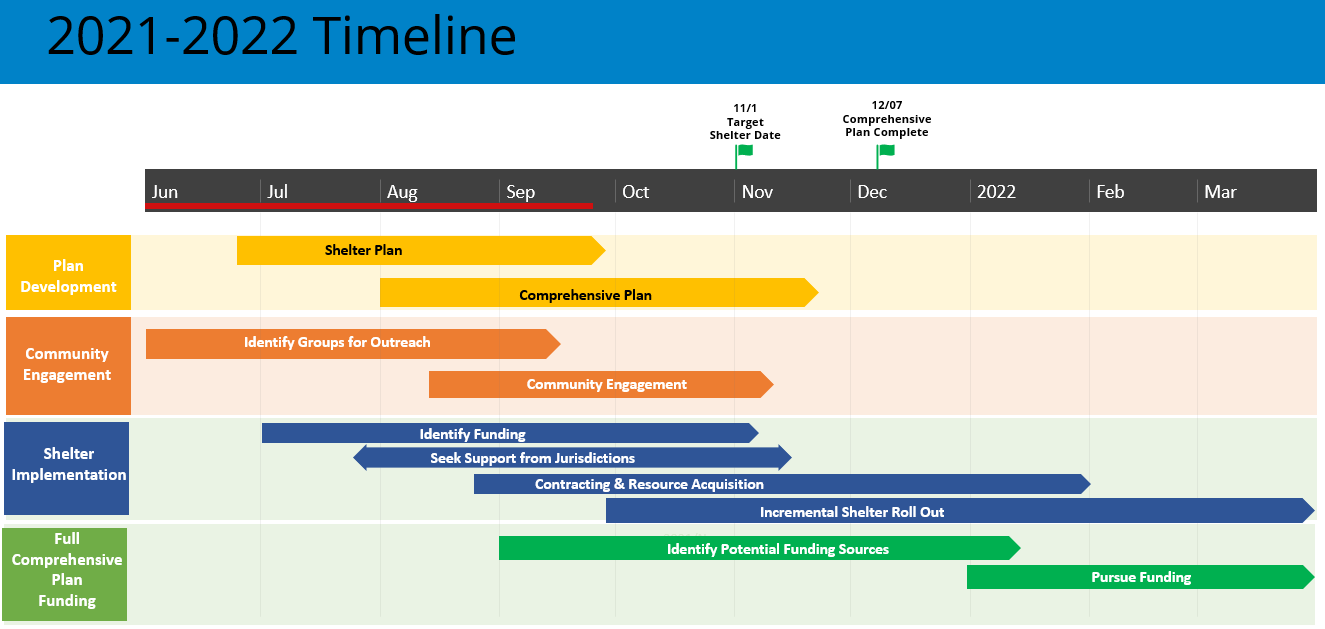 2021-2022 Timeline
11/1
Target
Shelter Date
12/07
Comprehensive
Plan Complete
Jun Jul Aug Sep Oct Nov Dec 2022 Feb Mar
Plan
Development
Shelter Plan
Comprehensive Plan
Community
Engagement
Identify Groups for Outreach
Community Engagement
Shelter
Implementation
Identify Funding
Seek Support from Jurisdictions
Contracting & Resource Acquisition
Incremental Shelter Roll Out
Full
Comprehensive
Plan
Funding
Identify Potential Funding Sources
Pursue Funding